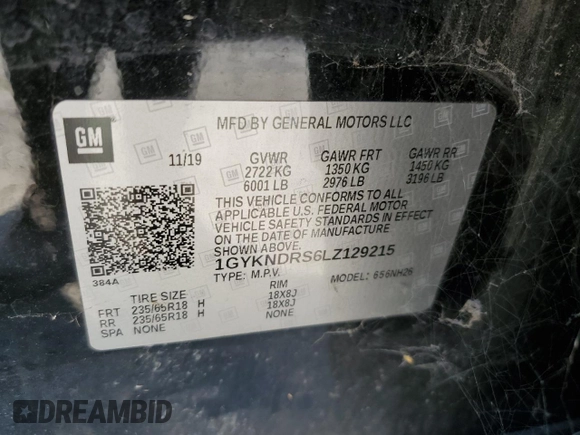 GM
MFD BY GENERAL MOTORS LLC
11/19 GVWR GAWR FRT GAWR RR
2722 KG 1350 KG 1450 KG
6001 LB 2976 LB 3196 LB
THIS VEHICLE CONFORMS TO ALL
APPLICABLE U.S. FEDERAL MOTOR
VEHICLE SAFETY STANDARDS IN EFFECT
ON THE DATE OF MANUFACTURE
SHOWN ABOVE.
384A
1GYKNDRS6LZ129215
TYPE: M.P.V. MODEL: 656NH26
TIRE SIZE RIM
FRT 235/65R18 H 18X8J
RR 235/65R18 H 18X8J
SPA NONE NONE
DREAMBID